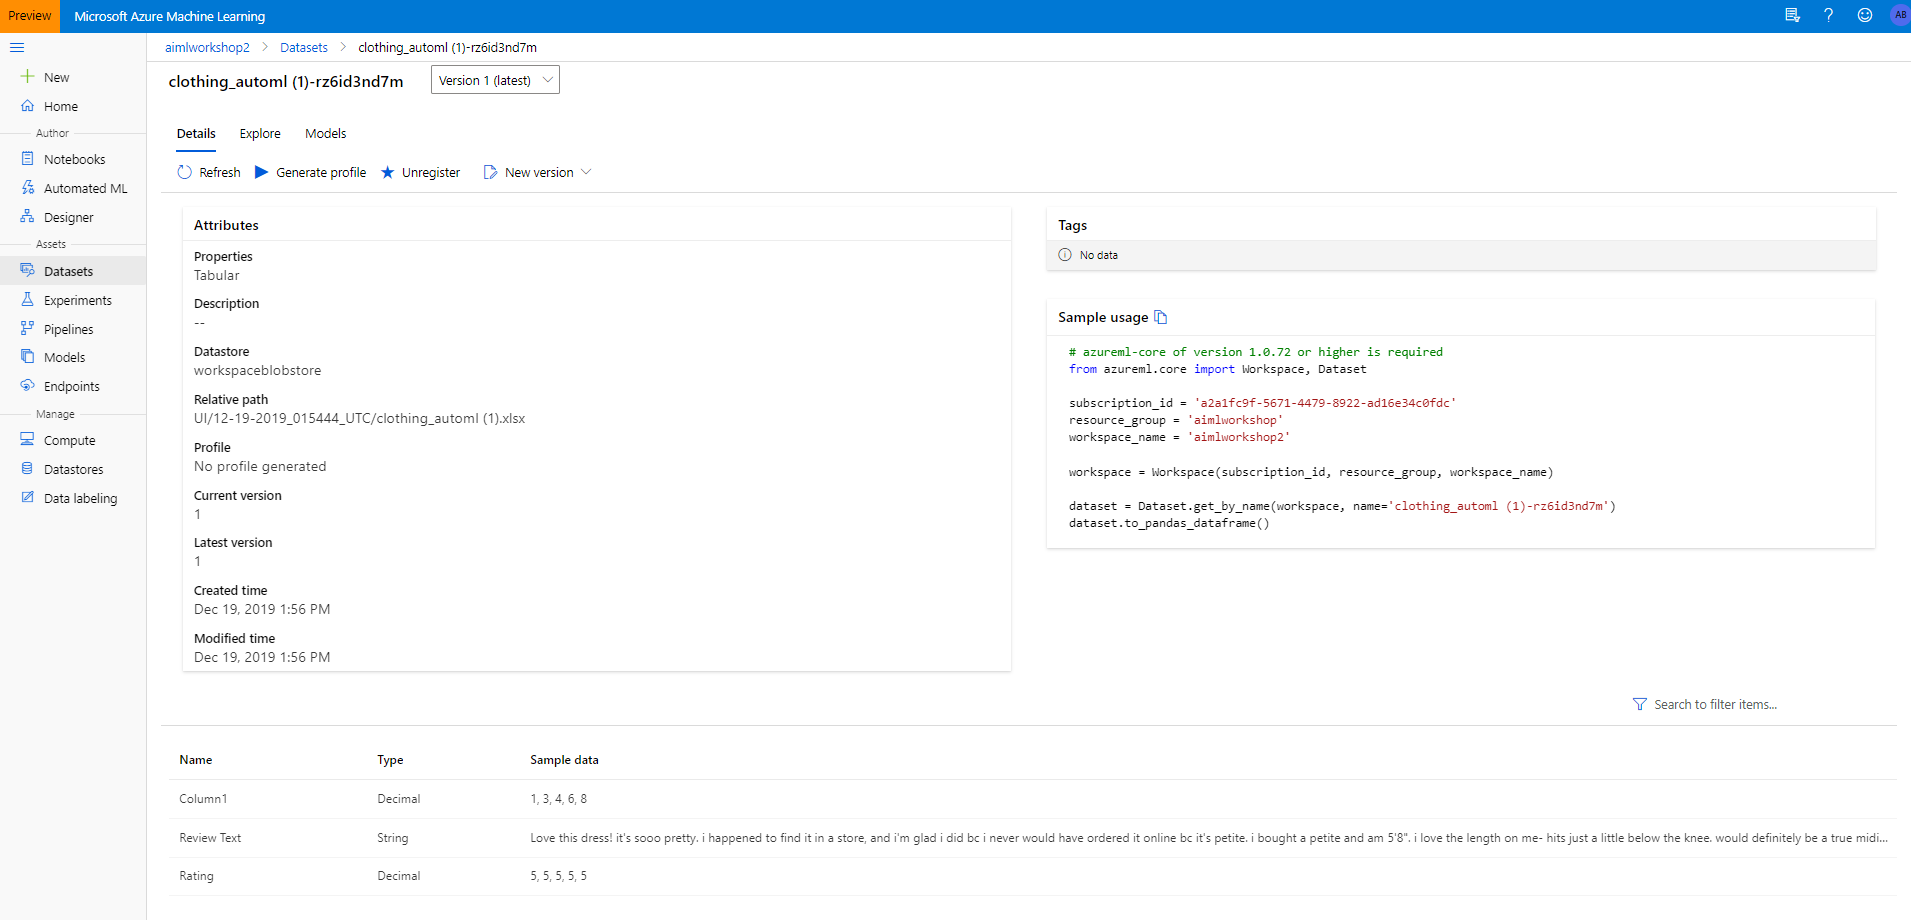 Preview
Microsoft Azure Machine Learning
AB
New
Home
Author
Notebooks
Automated ML
Designer
Assets
Datasets
Experiments
Pipelines
Models
Endpoints
Manage
Compute
Datastores
Data labeling
aimlworkshop2 > Datasets > clothing_automl (1)-rz6id3nd7m
clothing_automl (1)-rz6id3nd7m
Version 1 (latest)
Details Explore Models
Refresh Generate profile Unregister New version
Attributes
Properties
Tabular
Description
--
Datastore
workspaceblobstore
Relative path
UI/12-19-2019_015444_UTC/clothing_automl (1).xlsx
Profile
No profile generated
Current version
1
Latest version
1
Created time
Dec 19, 2019 1:56 PM
Modified time
Dec 19, 2019 1:56 PM
Tags
No data
Sample usage
# azureml-core of version 1.0.72 or higher is required
from azureml.core import Workspace, Dataset
subscription_id = 'a2a1fc9f-5671-4479-8922-ad16e34c0fdc'
resource_group = 'aimlworkshop'
workspace_name = 'aimlworkshop2'
workspace = Workspace(subscription_id, resource_group, workspace_name)
dataset = Dataset.get_by_name(workspace, name='clothing_automl (1)-rz6id3nd7m')
dataset.to_pandas_dataframe()
Search to filter items...
Name Type Sample data
Column1 Decimal 1, 3, 4, 6, 8
Review Text String Love this dress! it's sooo pretty. i happened to find it in a store, and i'm glad i did bc i never would have ordered it online bc it's petite. i bought a petite and am 5'8". i love the length on me- hits just a little below the knee. would definitely be a true midi...
Rating Decimal 5, 5, 5, 5, 5